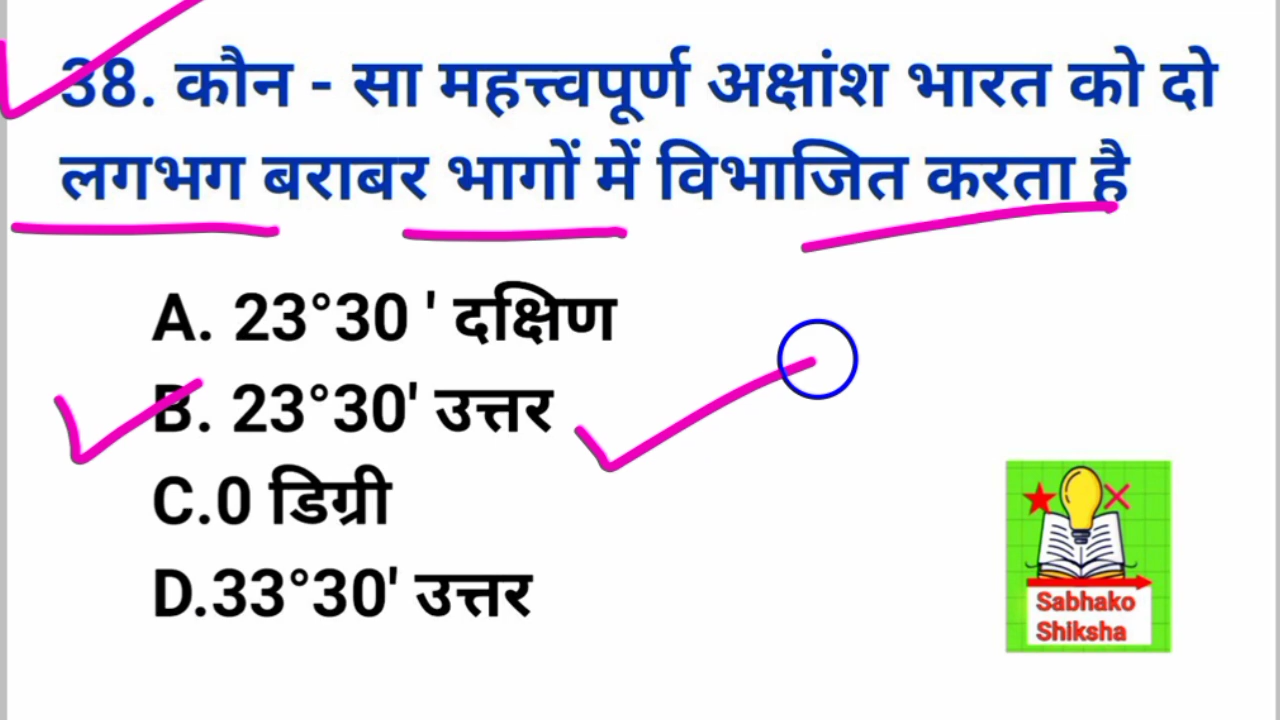 38. कौन - सा महत्त्वपूर्ण अक्षांश भारत को दो
लगभग बराबर भागों में विभाजित करता है
A. 23°30 ' दक्षिण
B. 23°30' उत्तर
C.0 डिग्री
D.33°30' उत्तर
Sabhako
Shiksha